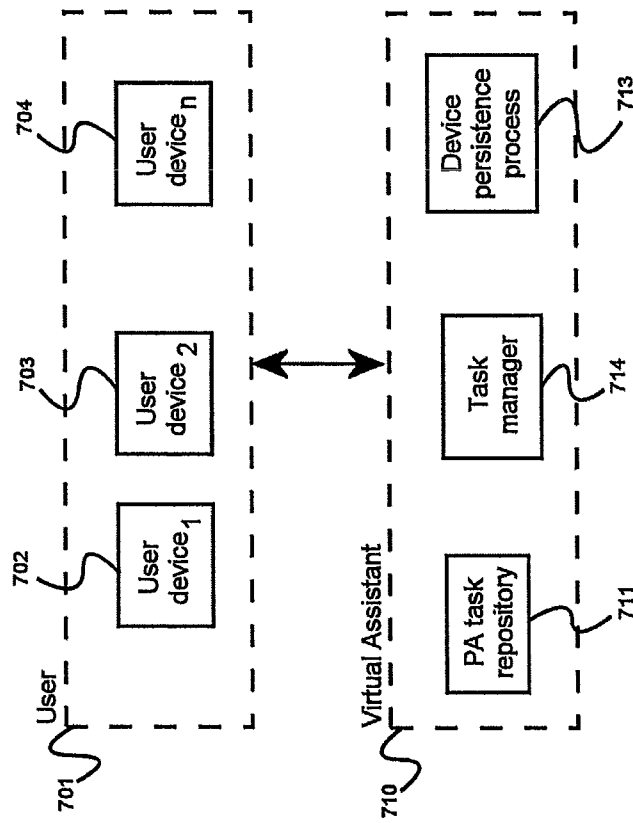 702
703
704
701
User
User
device1
User
device2
User
devicen
710
Virtual Assistant
PA task
repository
Task
manager
Device
persistence
process
711
714
713